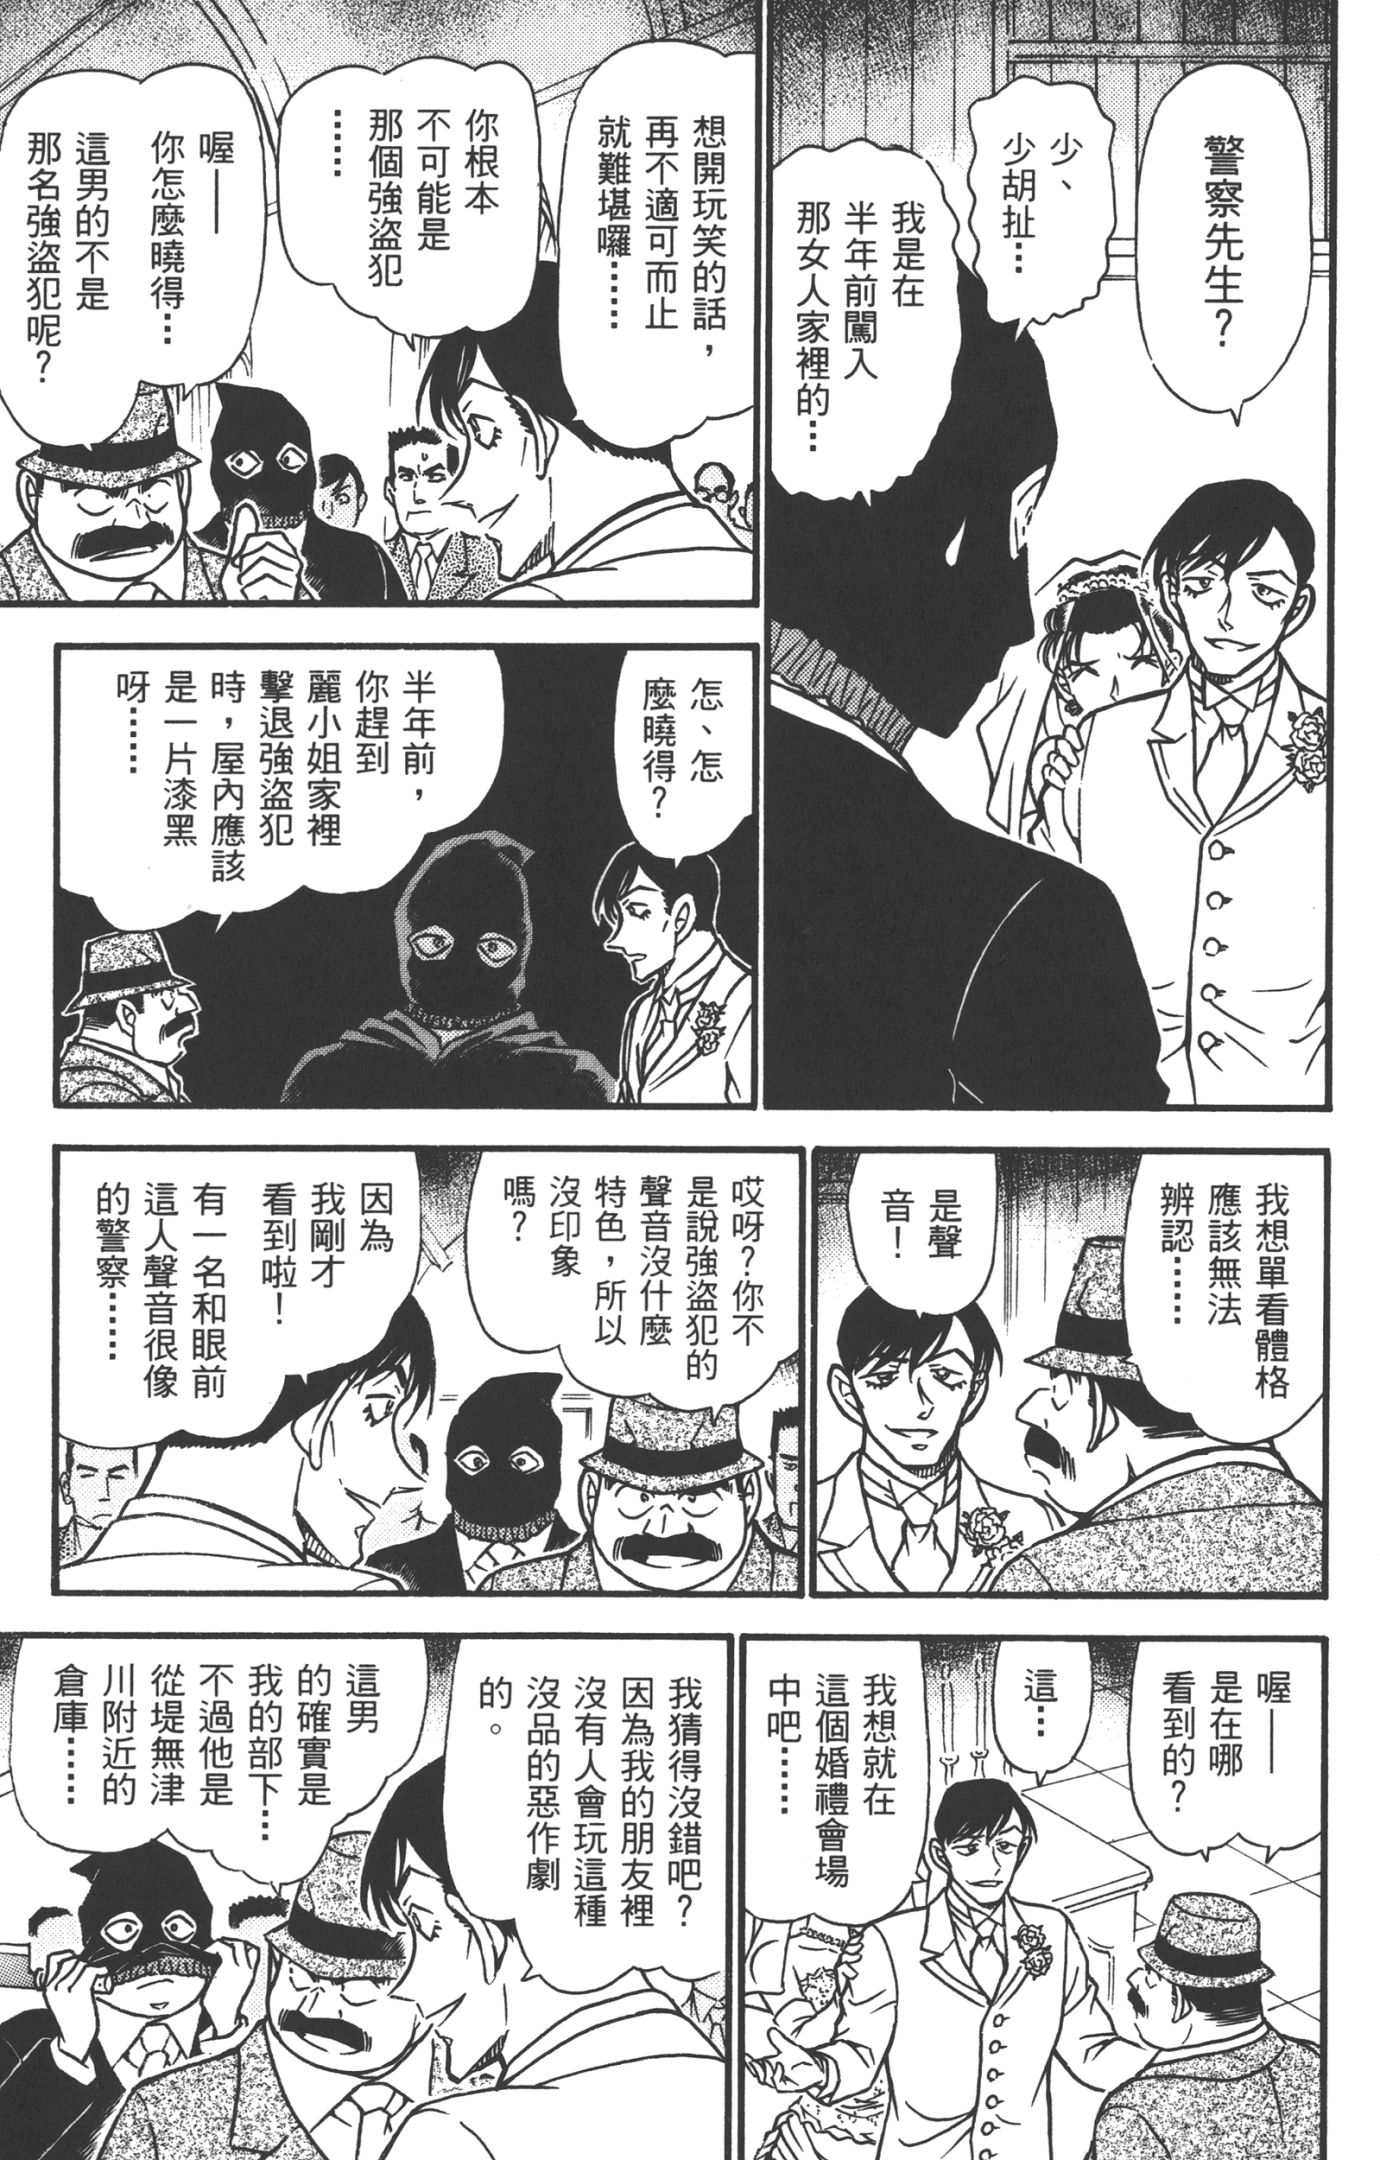 警察先生？
少、
少胡扯…
我是在
半年前闖入
那女人家裡的…
想開玩笑的話，
再不適可而止
就難堪囉……
你根本
不可能是
那個強盜犯
……
喔──
你怎麼曉得…
這男的不是
那名強盜犯呢？
怎、怎
麼曉得？
半年前，
你趕到
麗小姐家裡
擊退強盜犯
時，屋內應該
是一片漆黑
呀……
我想單看體格
應該無法
辨認……
是聲
音！
哎呀？你不
是說強盜犯的
聲音沒什麼
特色，所以
沒印象
嗎？
因為
我剛才
看到啦！
有一名和眼前
這人聲音很像
的警察……
喔──
是在哪
看到的？
這…
我想就在
這個婚禮會場
中吧……
我猜得沒錯吧？
因為我的朋友裡
沒有人會玩這種
沒品的惡作劇
的。
這男
的確實是
我的部下…
不過他是
從堤無津
川附近的
倉庫……